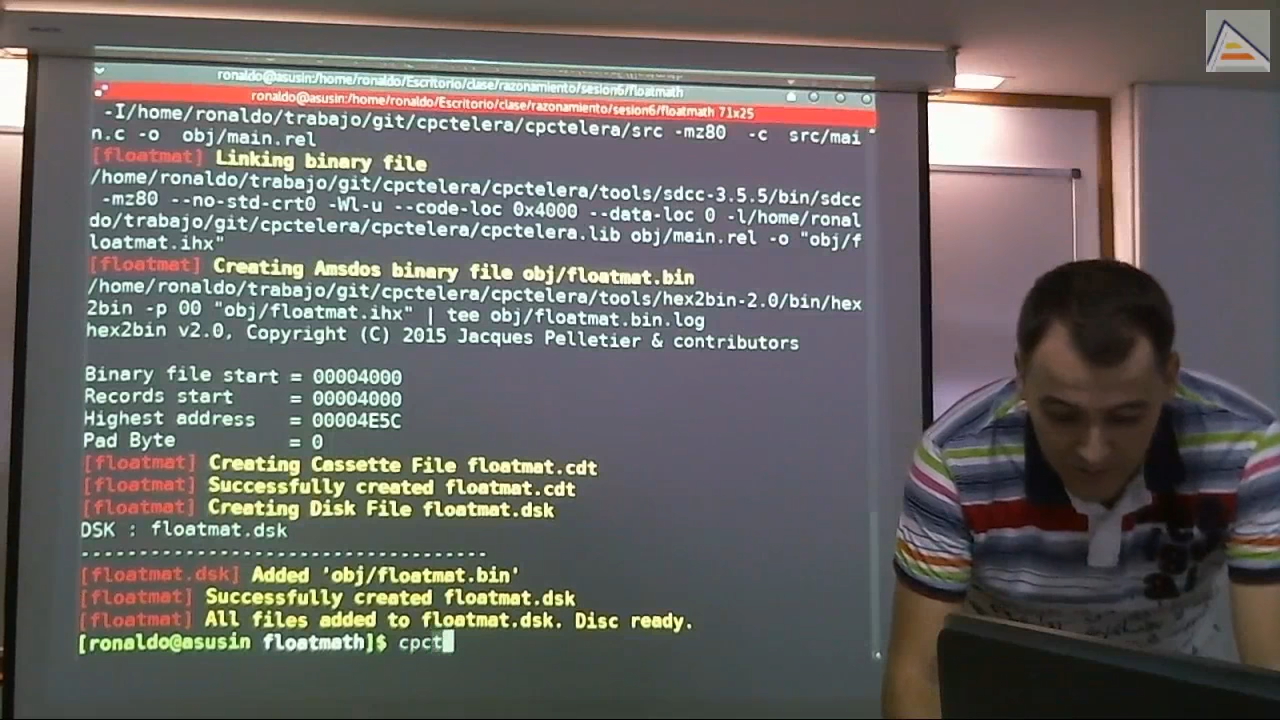 ronaldo@asusin:/home/ronaldo/Escritorio/clase/razonamiento/sesion6/floatmath
ronaldo@asusin:/home/ronaldo/Escritorio/clase/razonamiento/sesion6/floatmath 71x25
-I/home/ronaldo/trabajo/git/cpctelera/cpctelera/src -mz80 -c src/mai
n.c -o obj/main.rel
[floatmat] Linking binary file
/home/ronaldo/trabajo/git/cpctelera/cpctelera/tools/sdcc-3.5.5/bin/sdcc
-mz80 --no-std-crt0 -Wl-u --code-loc 0x4000 --data-loc 0 -l/home/ronal
do/trabajo/git/cpctelera/cpctelera/cpctelera.lib obj/main.rel -o "obj/f
loatmat.ihx"
[floatmat] Creating Amsdos binary file obj/floatmat.bin
/home/ronaldo/trabajo/git/cpctelera/cpctelera/tools/hex2bin-2.0/bin/hex
2bin -p 00 "obj/floatmat.ihx" | tee obj/floatmat.bin.log
hex2bin v2.0, Copyright (C) 2015 Jacques Pelletier & contributors
Binary file start = 00004000
Records start = 00004000
Highest address = 00004E5C
Pad Byte = 0
[floatmat] Creating Cassette File floatmat.cdt
[floatmat] Successfully created floatmat.cdt
[floatmat] Creating Disk File floatmat.dsk
DSK : floatmat.dsk
----------------------------------
[floatmat.dsk] Added 'obj/floatmat.bin'
[floatmat] Successfully created floatmat.dsk
[floatmat] All files added to floatmat.dsk. Disc ready.
[ronaldo@asusin floatmath]$ cpct